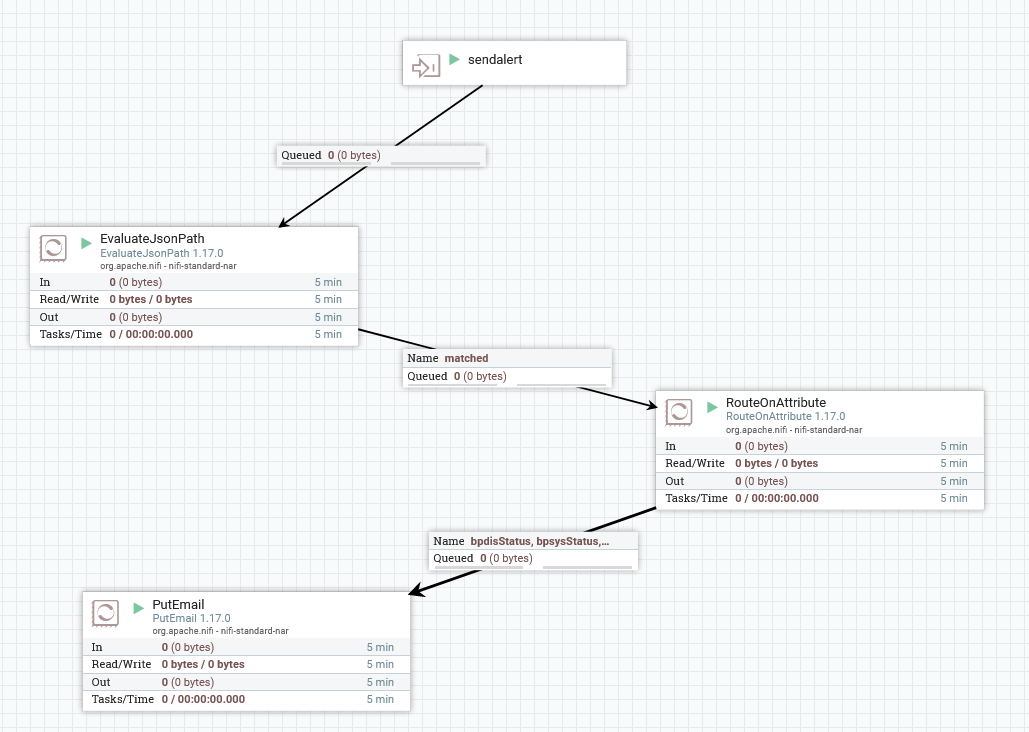 sendalert
Queued 0 (0 bytes)
EvaluateJsonPath
EvaluateJsonPath 1.17.0
org.apache.nifi - nifi-standard-nar
In 0 (0 bytes) 5 min
Read/Write 0 bytes / 0 bytes 5 min
Out 0 (0 bytes) 5 min
Tasks/Time 0 / 00:00:00.000 5 min
Name matched
Queued 0 (0 bytes)
RouteOnAttribute
RouteOnAttribute 1.17.0
org.apache.nifi - nifi-standard-nar
In 0 (0 bytes) 5 min
Read/Write 0 bytes / 0 bytes 5 min
Out 0 (0 bytes) 5 min
Tasks/Time 0 / 00:00:00.000 5 min
Name bpdisStatus, bpsysStatus,...
Queued 0 (0 bytes)
PutEmail
PutEmail 1.17.0
org.apache.nifi - nifi-standard-nar
In 0 (0 bytes) 5 min
Read/Write 0 bytes / 0 bytes 5 min
Out 0 (0 bytes) 5 min
Tasks/Time 0 / 00:00:00.000 5 min